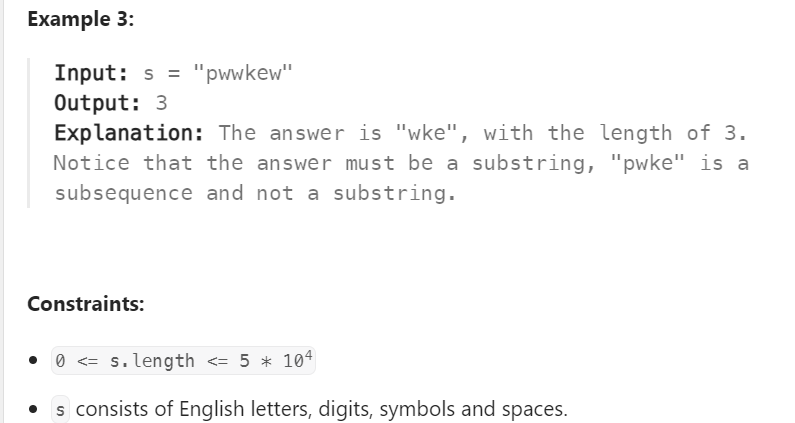 Example 3:
Input: s = "pwwkew"
Output: 3
Explanation: The answer is "wke", with the length of 3.
Notice that the answer must be a substring, "pwke" is a
subsequence and not a substring.
Constraints:
• 0 <= s.length <= 5 * 10⁴
• s consists of English letters, digits, symbols and spaces.